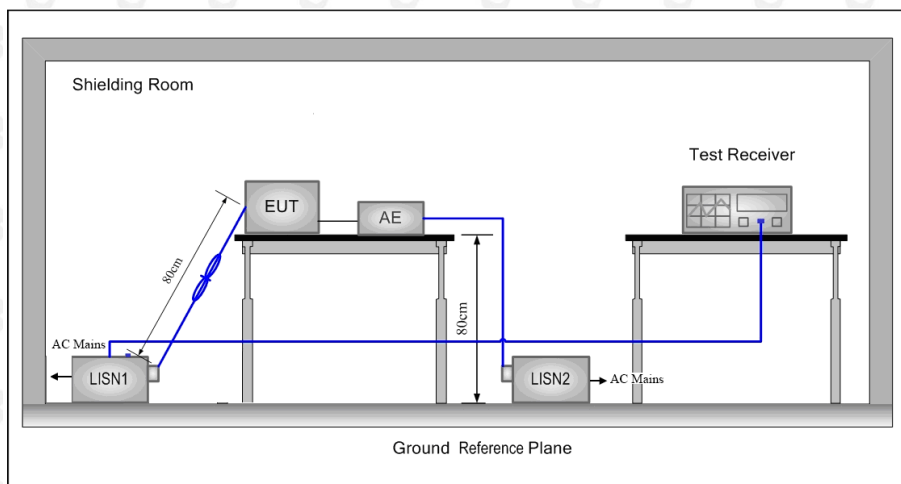 Shielding Room
Test Receiver
EUT
AE
80cm
80cm
AC Mains
LISN1
LISN2
AC Mains
Ground Reference Plane